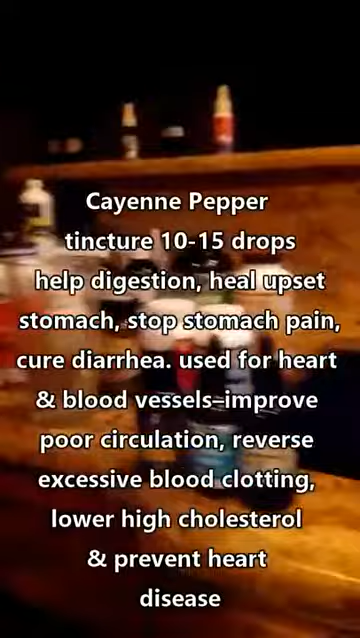 Cayenne Pepper
tincture 10-15 drops
help digestion, heal upset
stomach, stop stomach pain,
cure diarrhea. used for heart
& blood vessels–improve
poor circulation, reverse
excessive blood clotting,
lower high cholesterol
& prevent heart
disease